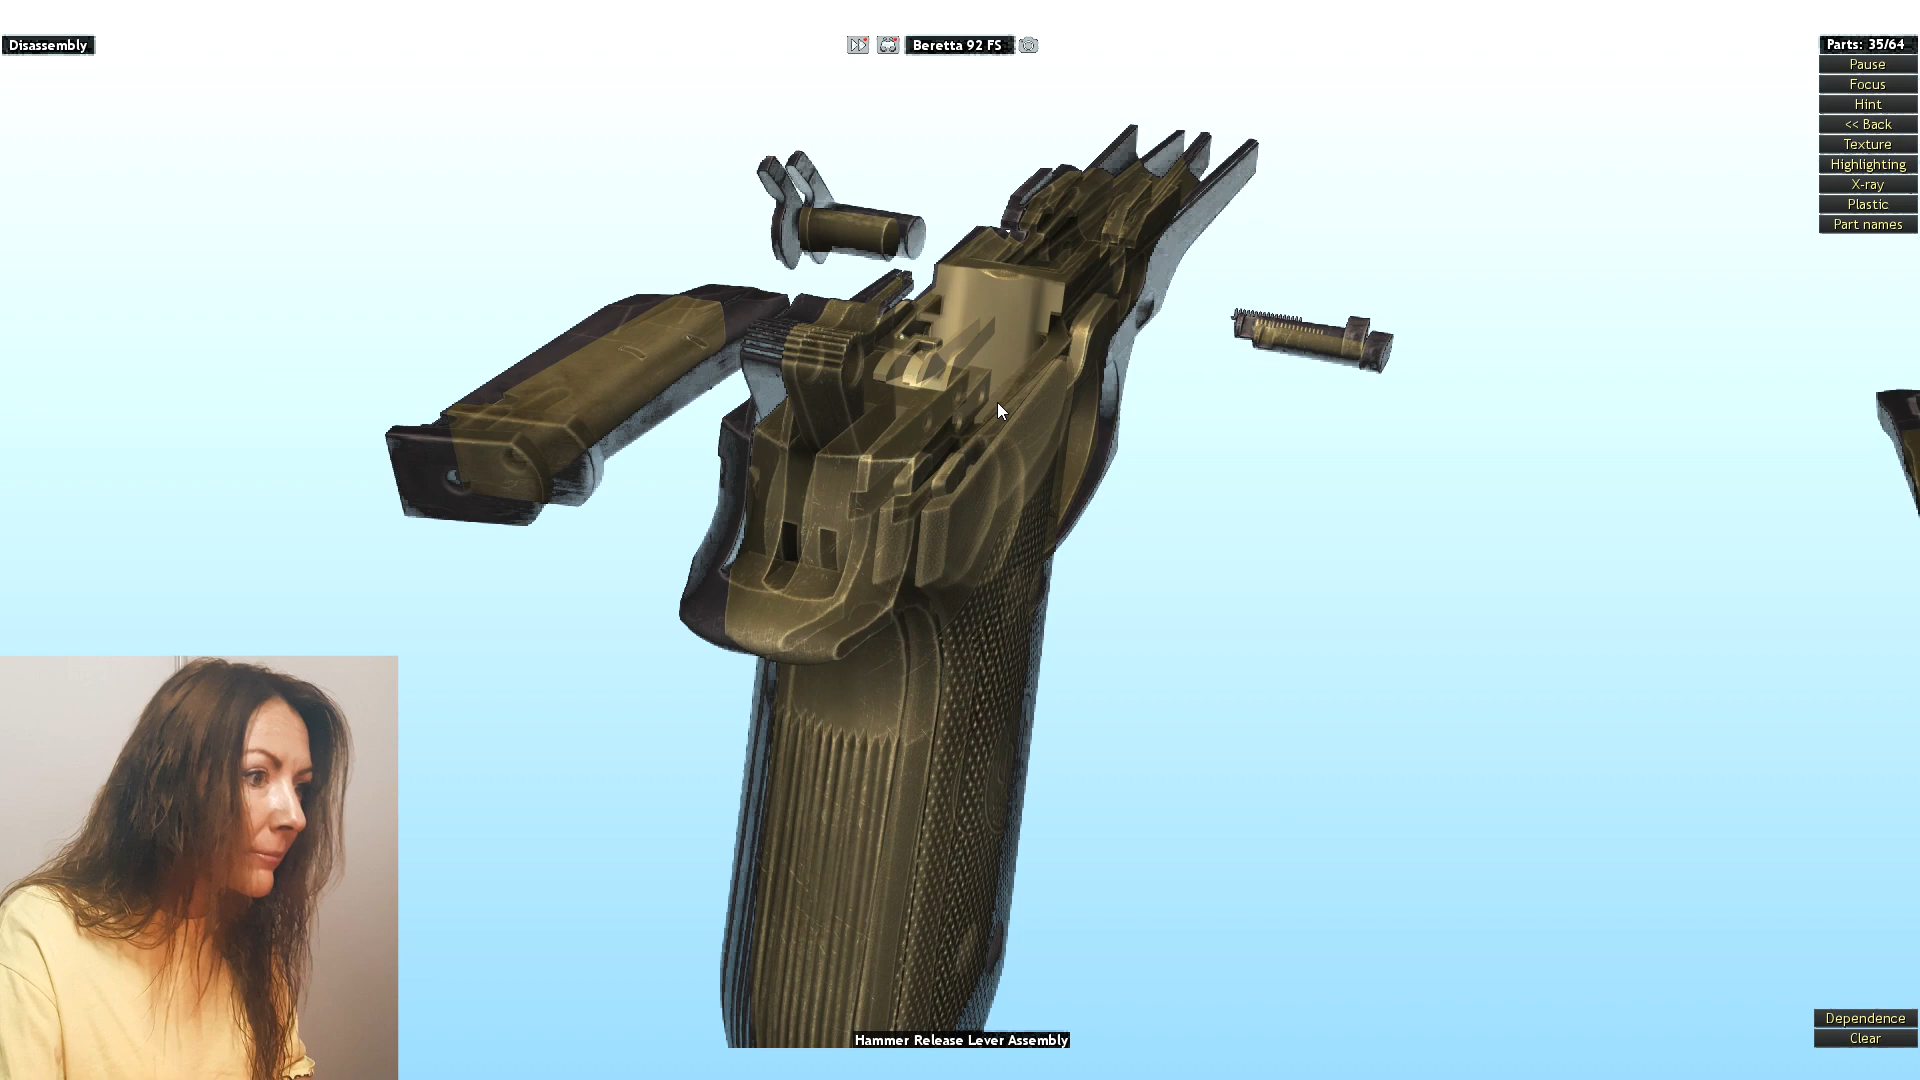 Disassembly
Beretta 92 FS
Parts: 35/64
Pause
Focus
Hint
<< Back
Texture
Highlighting
X-ray
Plastic
Part names
Hammer Release Lever Assembly
Dependence
Clear